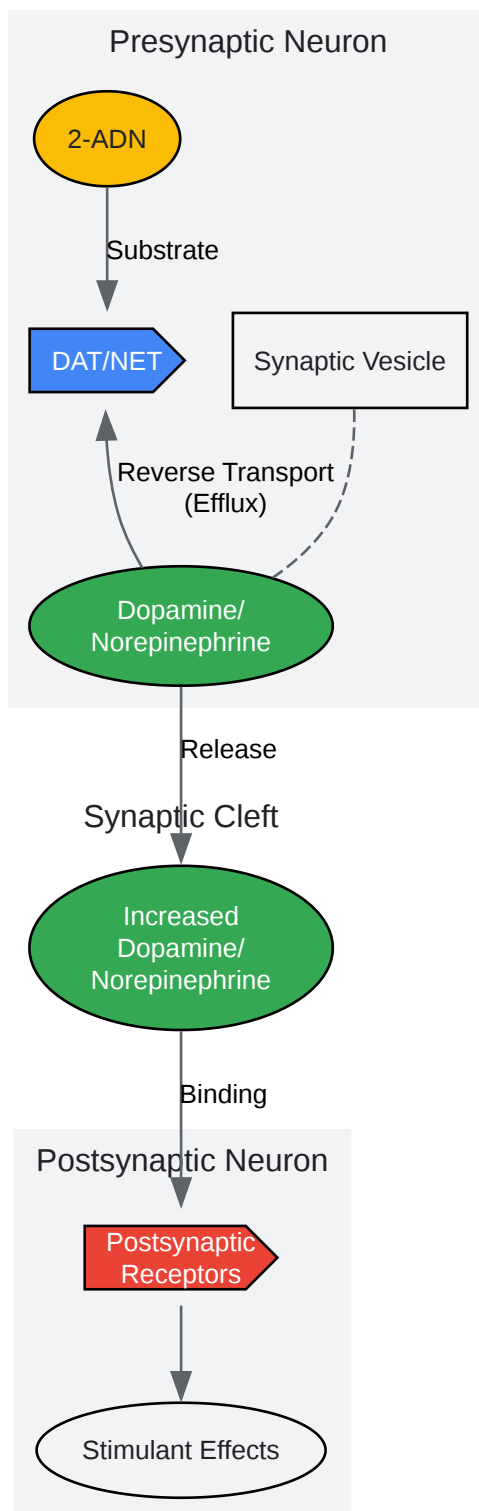 Presynaptic Neuron
2-ADN
Substrate
DAT/NET
Synaptic Vesicle
Reverse Transport
(Efflux)
Dopamine/
Norepinephrine
Release
Synaptic Cleft
Increased
Dopamine/
Norepinephrine
Binding
Postsynaptic Neuron
Postsynaptic
Receptors
Stimulant Effects